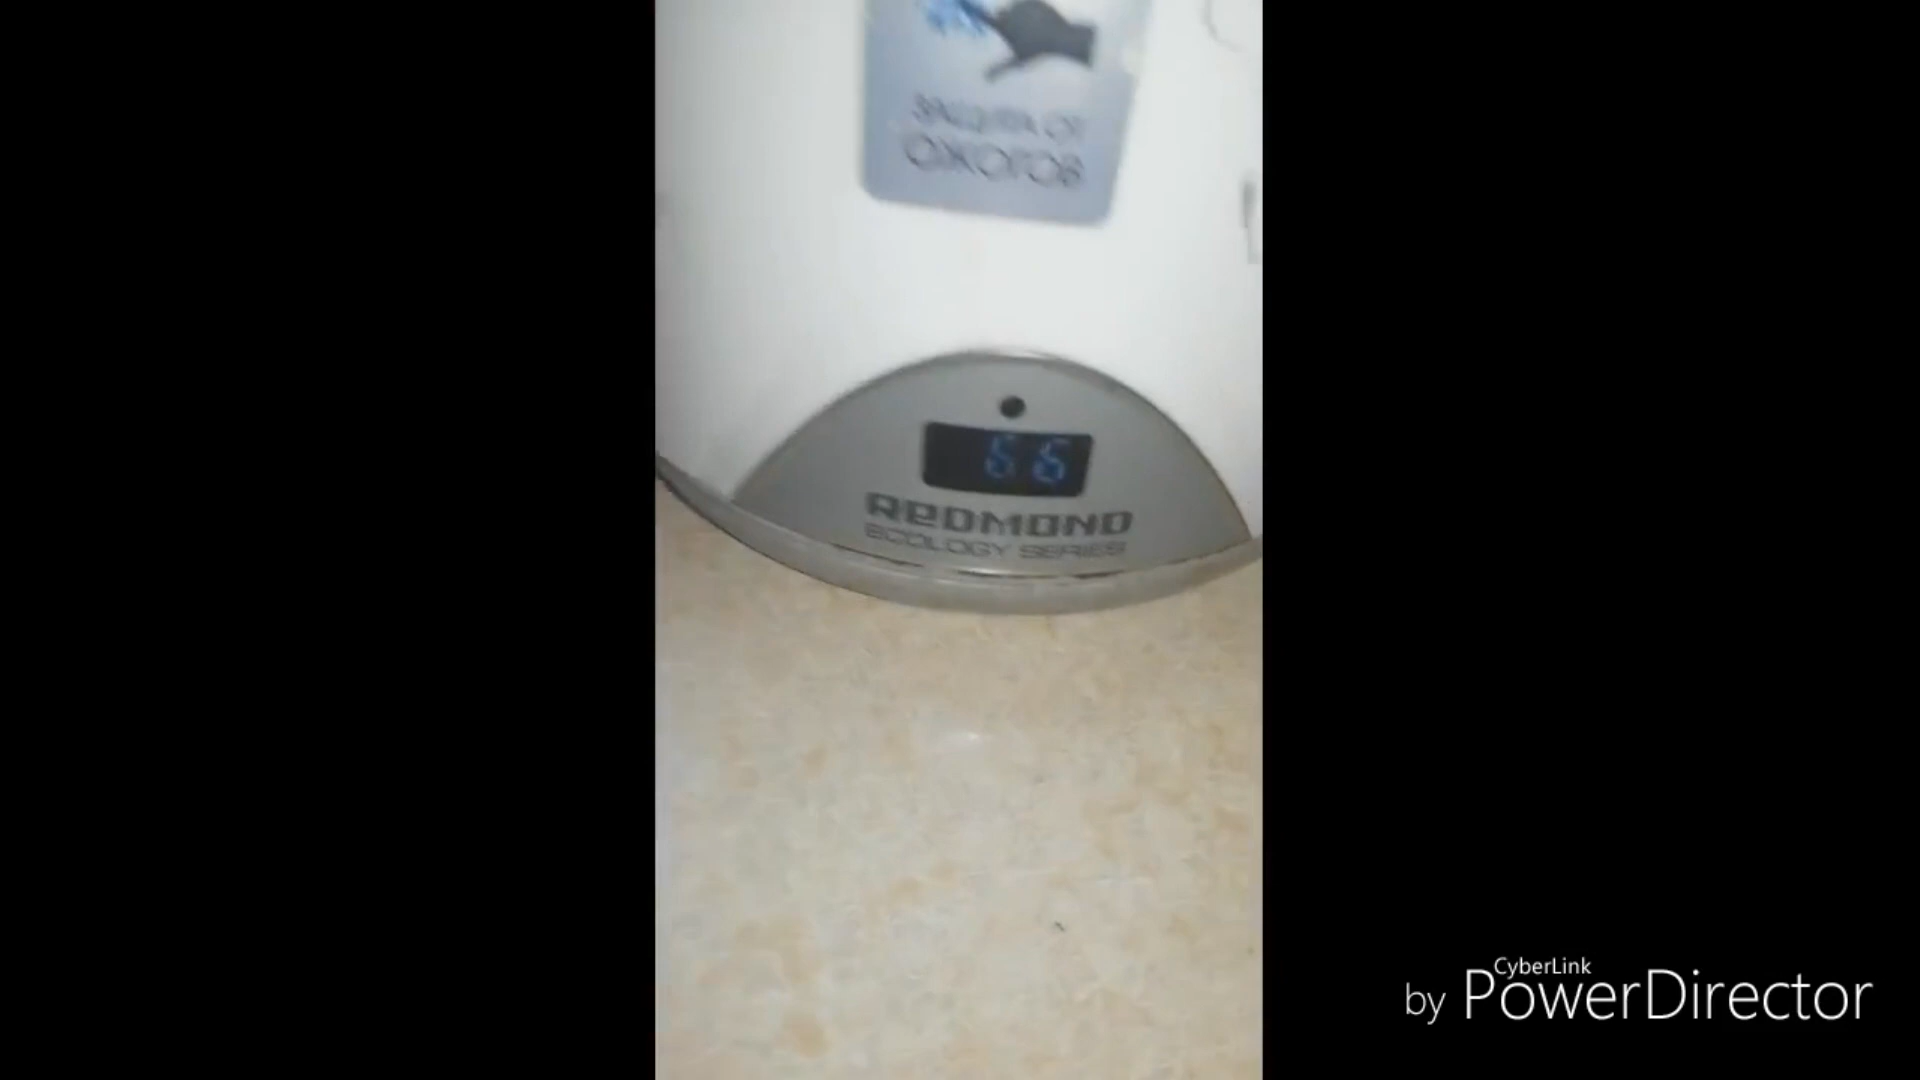 ЗАЩИТА ОТ
ОЖОГОВ
66
REDMOND
ECOLOGY SERIES
CyberLink
by PowerDirector